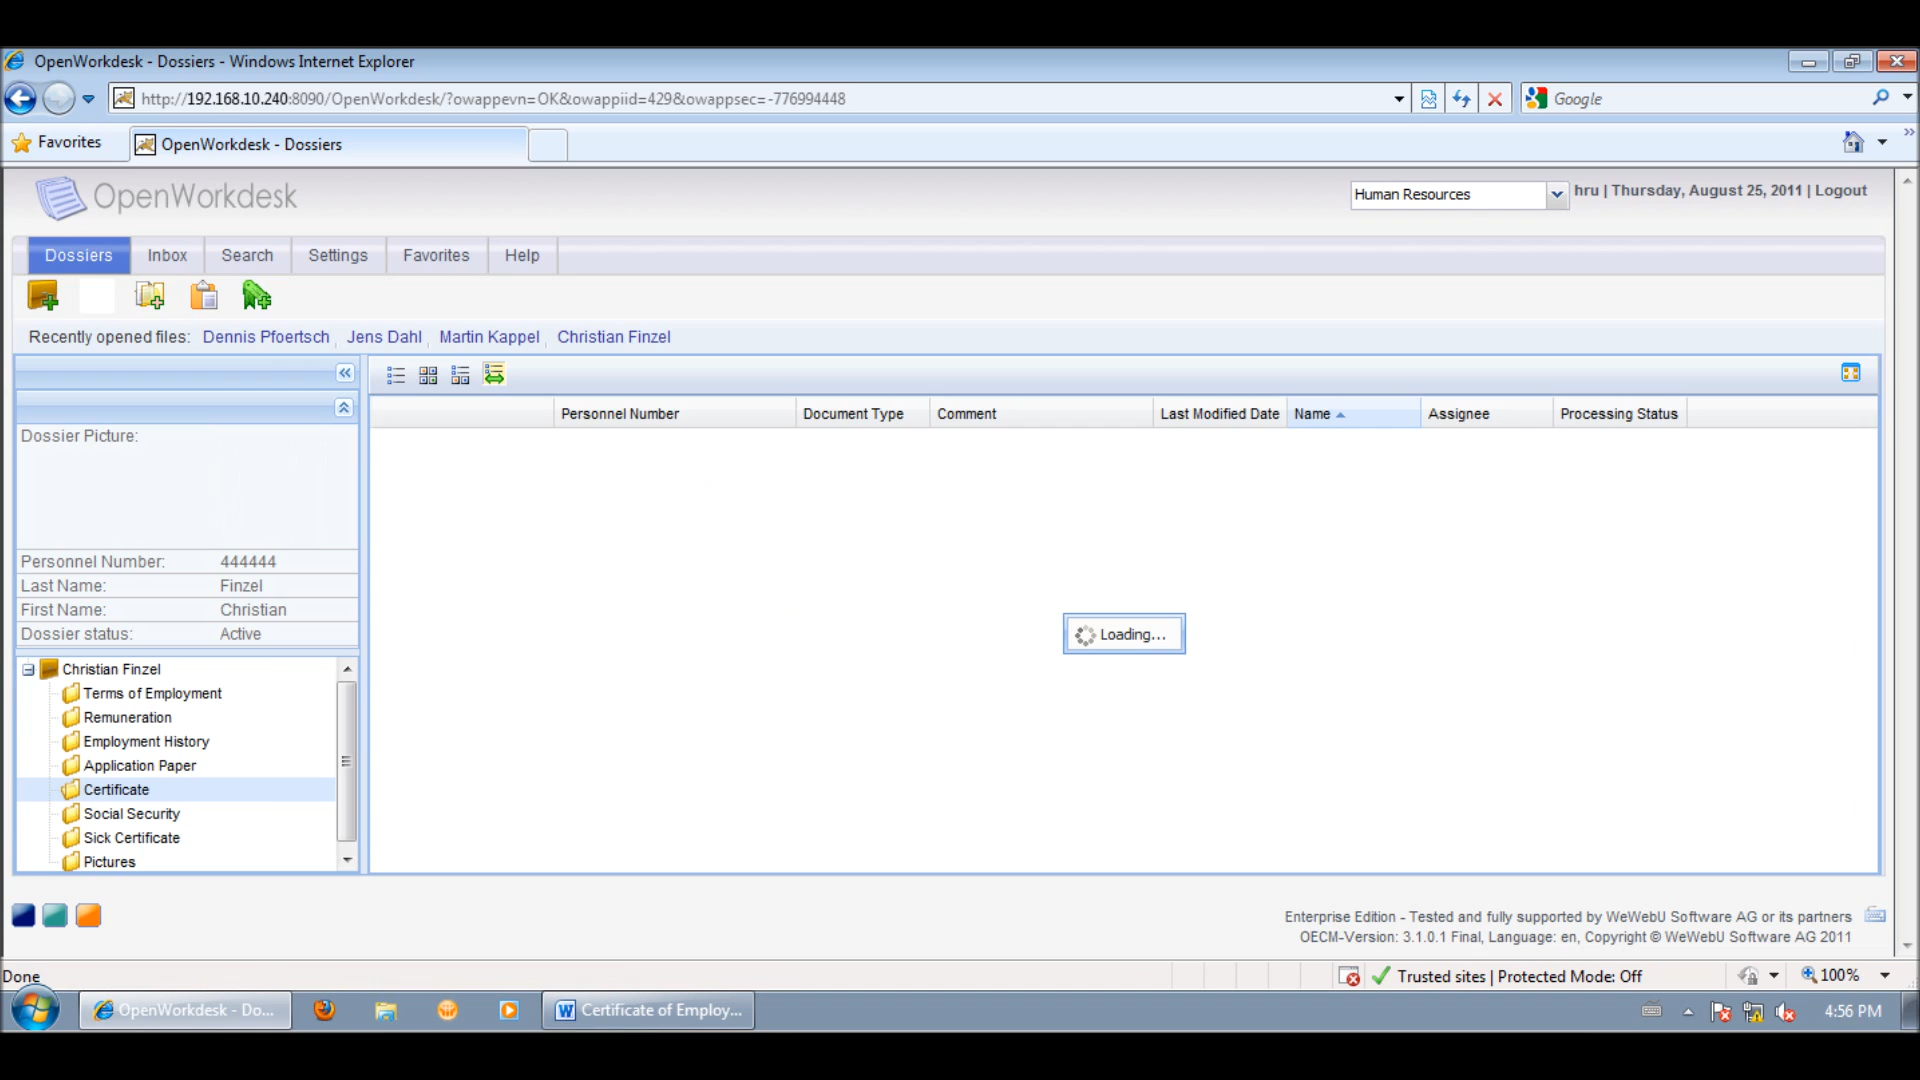 OpenWorkdesk - Dossiers - Windows Internet Explorer
http://192.168.10.240:8090/OpenWorkdesk/?owappevn=OK&owappiid=429&owappsec=-776994448
Google
Favorites
OpenWorkdesk - Dossiers
OpenWorkdesk
Human Resources
hru | Thursday, August 25, 2011 | Logout
Dossiers Inbox Search Settings Favorites Help
Recently opened files: Dennis Pfoertsch Jens Dahl Martin Kappel Christian Finzel
Personnel Number Document Type Comment Last Modified Date Name Assignee Processing Status
Dossier Picture:
Personnel Number: 444444
Last Name: Finzel
First Name: Christian
Dossier status: Active
Loading...
Christian Finzel
Terms of Employment
Remuneration
Employment History
Application Paper
Certificate
Social Security
Sick Certificate
Pictures
Enterprise Edition - Tested and fully supported by WeWebU Software AG or its partners
OECM-Version: 3.1.0.1 Final, Language: en, Copyright © WeWebU Software AG 2011
Done
Trusted sites | Protected Mode: Off
100%
OpenWorkdesk - Do...
Certificate of Employ...
4:56 PM